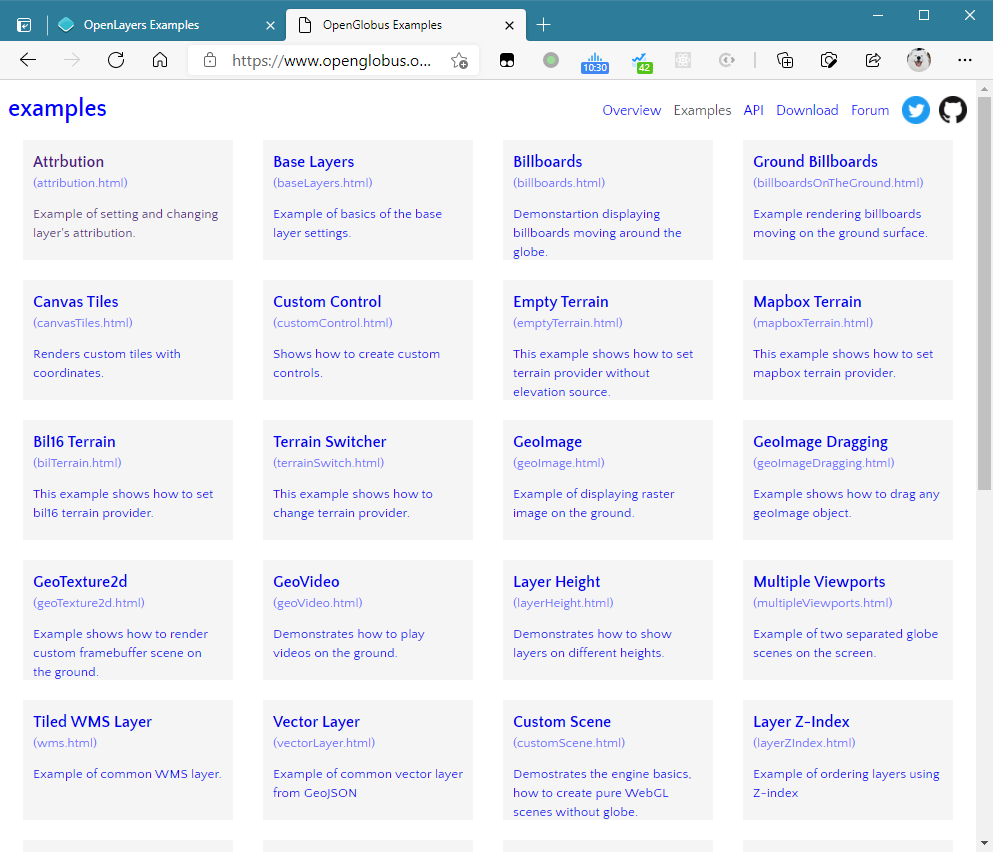 OpenLayers Examples
OpenGlobus Examples
https://www.openglobus.o...
10:30
42
examples
Overview Examples API Download Forum
Attrbution
(attribution.html)
Example of setting and changing
layer's attribution.
Base Layers
(baseLayers.html)
Example of basics of the base
layer settings.
Billboards
(billboards.html)
Demonstartion displaying
billboards moving around the
globe.
Ground Billboards
(billboardsOnTheGround.html)
Example rendering billboards
moving on the ground surface.
Canvas Tiles
(canvasTiles.html)
Renders custom tiles with
coordinates.
Custom Control
(customControl.html)
Shows how to create custom
controls.
Empty Terrain
(emptyTerrain.html)
This example shows how to set
terrain provider without
elevation source.
Mapbox Terrain
(mapboxTerrain.html)
This example shows how to set
mapbox terrain provider.
Bil16 Terrain
(bilTerrain.html)
This example shows how to set
bil16 terrain provider.
Terrain Switcher
(terrainSwitch.html)
This example shows how to
change terrain provider.
GeoImage
(geoImage.html)
Example of displaying raster
image on the ground.
GeoImage Dragging
(geoImageDragging.html)
Example shows how to drag any
geoImage object.
GeoTexture2d
(geoTexture2d.html)
Example shows how to render
custom framebuffer scene on
the ground.
GeoVideo
(geoVideo.html)
Demonstrates how to play
videos on the ground.
Layer Height
(layerHeight.html)
Demonstrates how to show
layers on different heights.
Multiple Viewports
(multipleViewports.html)
Example of two separated globe
scenes on the screen.
Tiled WMS Layer
(wms.html)
Example of common WMS layer.
Vector Layer
(vectorLayer.html)
Example of common vector layer
from GeoJSON
Custom Scene
(customScene.html)
Demostrates the engine basics,
how to create pure WebGL
scenes without globe.
Layer Z-Index
(layerZIndex.html)
Example of ordering layers using
Z-index